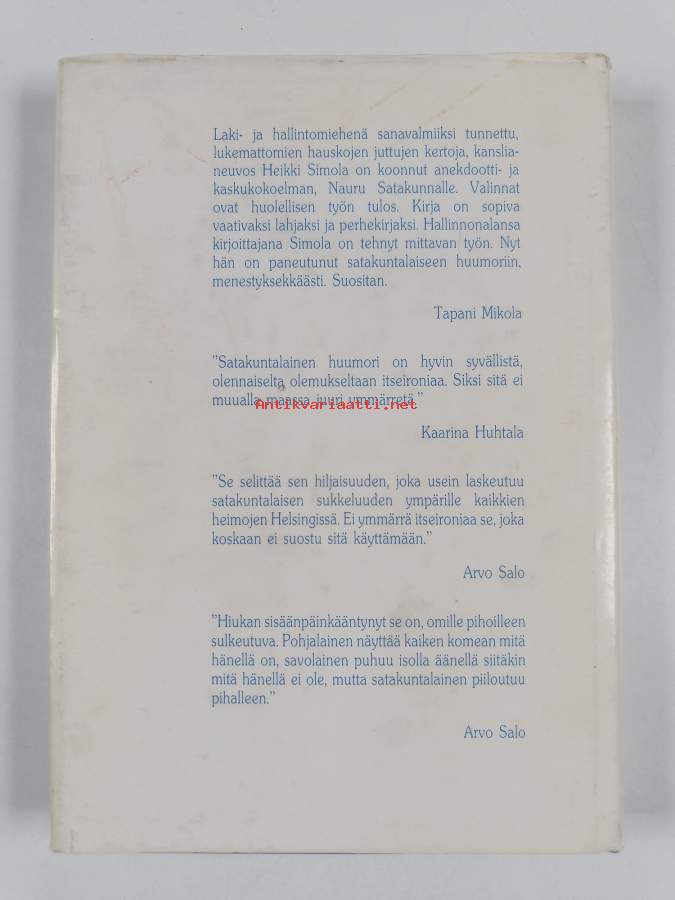 Laki- ja hallintomiehenä sanavalmiiksi tunnettu,
lukemattomien hauskojen juttujen kertoja, kanslia-
neuvos Heikki Simola on koonnut anekdootti- ja
kaskukokoelman, Nauru Satakunnalle. Valinnat
ovat huolellisen työn tulos. Kirja on sopiva
vaativaksi lahjaksi ja perhekirjaksi. Hallinnonalansa
kirjoittajana Simola on tehnyt mittavan työn. Nyt
hän on paneutunut satakuntalaiseen huumoriin,
menestyksekkäästi. Suositan.
Tapani Mikola
"Satakuntalainen huumori on hyvin syvällistä,
olennaiselta olemukseltaan itseironiaa. Siksi sitä ei
muualla maassa juuri ymmärretä."
Antikvariaatti.net
Kaarina Huhtala
"Se selittää sen hiljaisuuden, joka usein laskeutuu
satakuntalaisen sukkeluuden ympärille kaikkien
heimojen Helsingissä. Ei ymmärrä itseironiaa se, joka
koskaan ei suostu sitä käyttämään."
Arvo Salo
"Hiukan sisäänpäinkääntynyt se on, omille pihoilleen
sulkeutuva. Pohjalainen näyttää kaiken komean mitä
hänellä on, savolainen puhuu isolla äänellä siitäkin
mitä hänellä ei ole, mutta satakuntalainen piiloutuu
pihalleen."
Arvo Salo